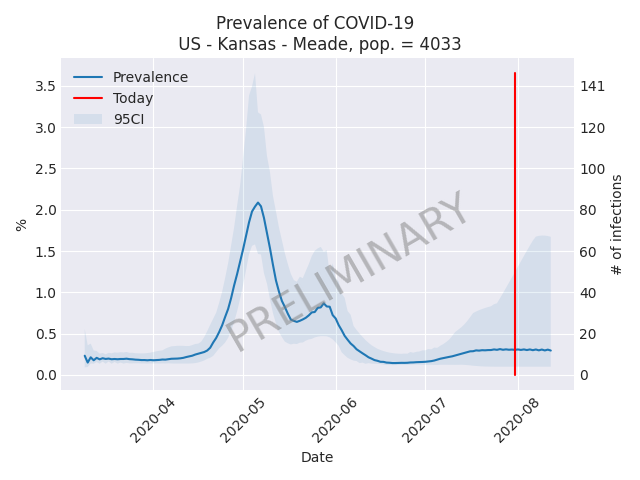 Prevalence of COVID-19
US - Kansas - Meade, pop. = 4033
Prevalence
Today
95CI
3.5
3.0
2.5
2.0
1.5
1.0
0.5
0.0
%
141
120
100
80
60
40
20
0
# of infections
PRELIMINARY
2020-04
2020-05
2020-06
2020-07
2020-08
Date